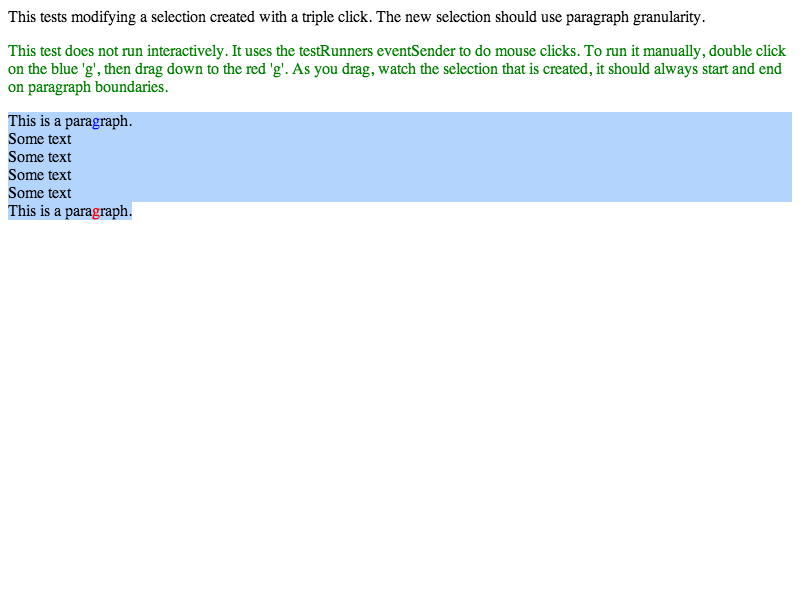 This tests modifying a selection created with a triple click. The new selection should use paragraph granularity.
This test does not run interactively. It uses the testRunners eventSender to do mouse clicks. To run it manually, double click
on the blue 'g', then drag down to the red 'g'. As you drag, watch the selection that is created, it should always start and end
on paragraph boundaries.
This is a paragraph.
Some text
Some text
Some text
Some text
This is a paragraph.